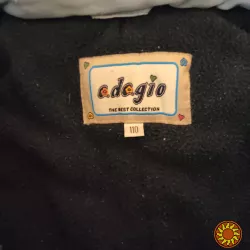 adagio
THE BEST COLLECTION
110